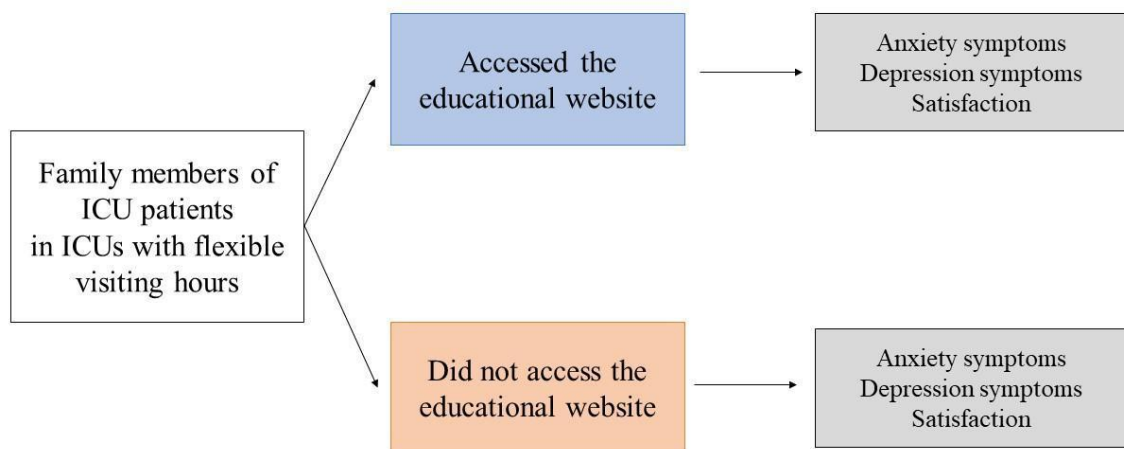 Family members of
ICU patients
in ICUs with flexible
visiting hours
Accessed the
educational website
Anxiety symptoms
Depression symptoms
Satisfaction
Did not access the
educational website
Anxiety symptoms
Depression symptoms
Satisfaction